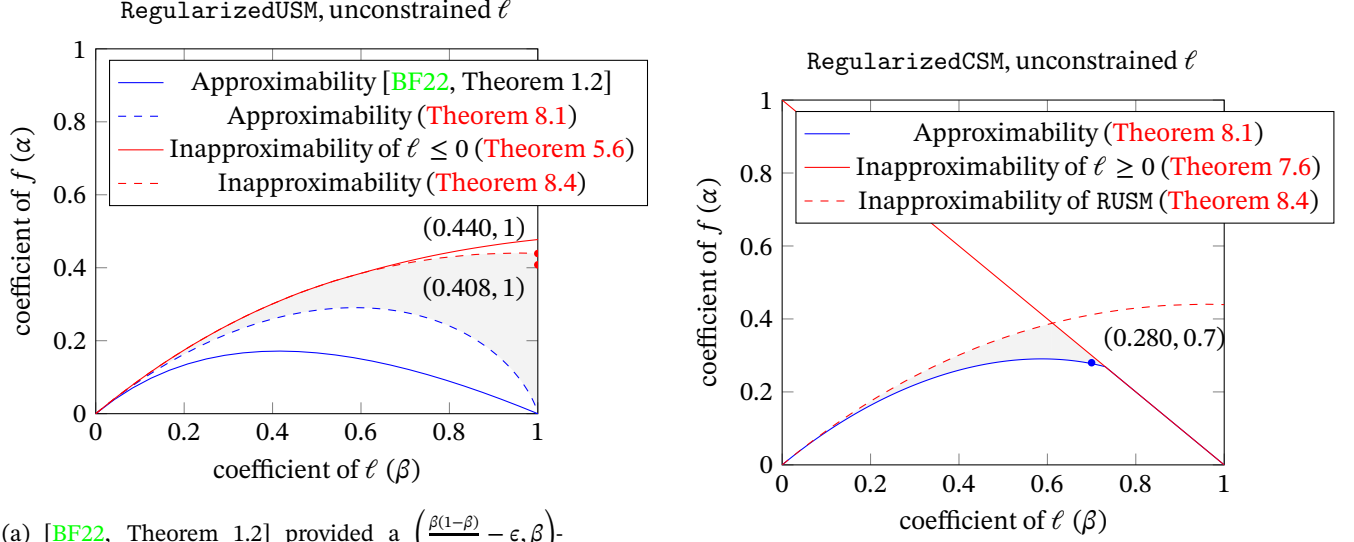 RegularizedUSM, unconstrained ℓ
1
0.8
0.6
0.4
0.2
0
0 0.2 0.4 0.6 0.8 1
coefficient of f (α)
coefficient of ℓ (β)
Approximability [BF22, Theorem 1.2]
Approximability (Theorem 8.1)
Inapproximability of ℓ ≤ 0 (Theorem 5.6)
Inapproximability (Theorem 8.4)
(0.440, 1)
(0.408, 1)
(a) [BF22, Theorem 1.2] provided a (β(1−β)/ − ϵ, β)-
RegularizedCSM, unconstrained ℓ
1
0.8
0.6
0.4
0.2
0
0 0.2 0.4 0.6 0.8 1
coefficient of f (α)
coefficient of ℓ (β)
Approximability (Theorem 8.1)
Inapproximability of ℓ ≥ 0 (Theorem 7.6)
Inapproximability of RUSM (Theorem 8.4)
(0.280, 0.7)